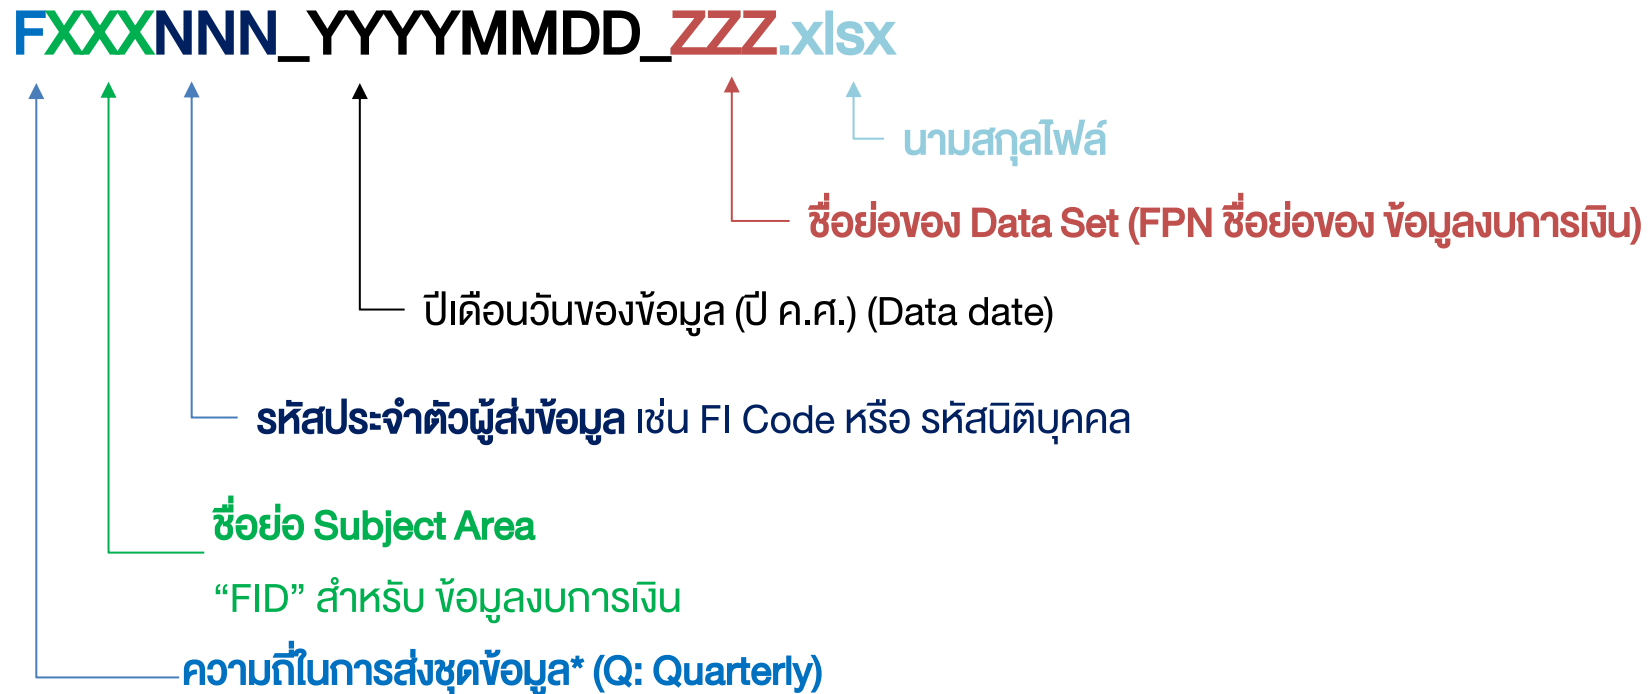 FXXXNNN_YYYYMMDD_ZZZ.xlsx
นามสกุลไฟล์
ชื่อย่อของ Data Set (FPN ชื่อย่อของ ข้อมูลงบการเงิน)
ปีเดือนวันของข้อมูล (ปี ค.ศ.) (Data date)
รหัสประจำตัวผู้ส่งข้อมูล เช่น FI Code หรือ รหัสนิติบุคคล
ชื่อย่อ Subject Area
“FID” สำหรับ ข้อมูลงบการเงิน
ความถี่ในการส่งชุดข้อมูล* (Q: Quarterly)